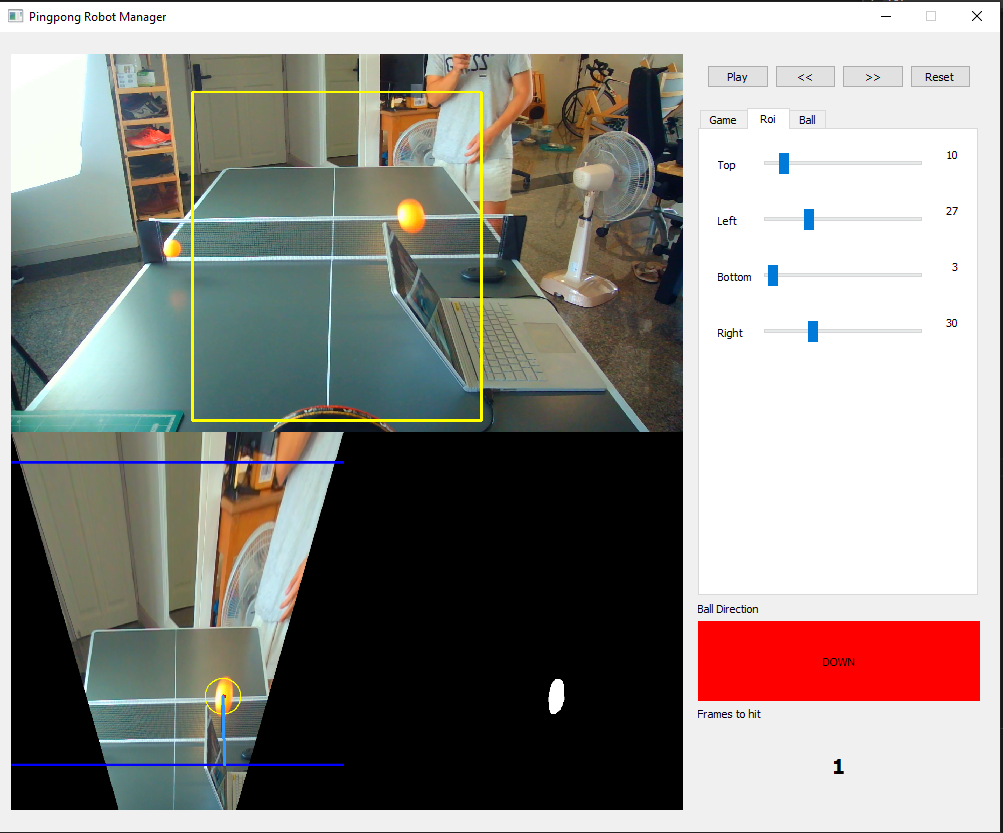 Pingpong Robot Manager
Play << >> Reset
Game Roi Ball
Top 10
Left 27
Bottom 3
Right 30
Ball Direction
DOWN
Frames to hit
1